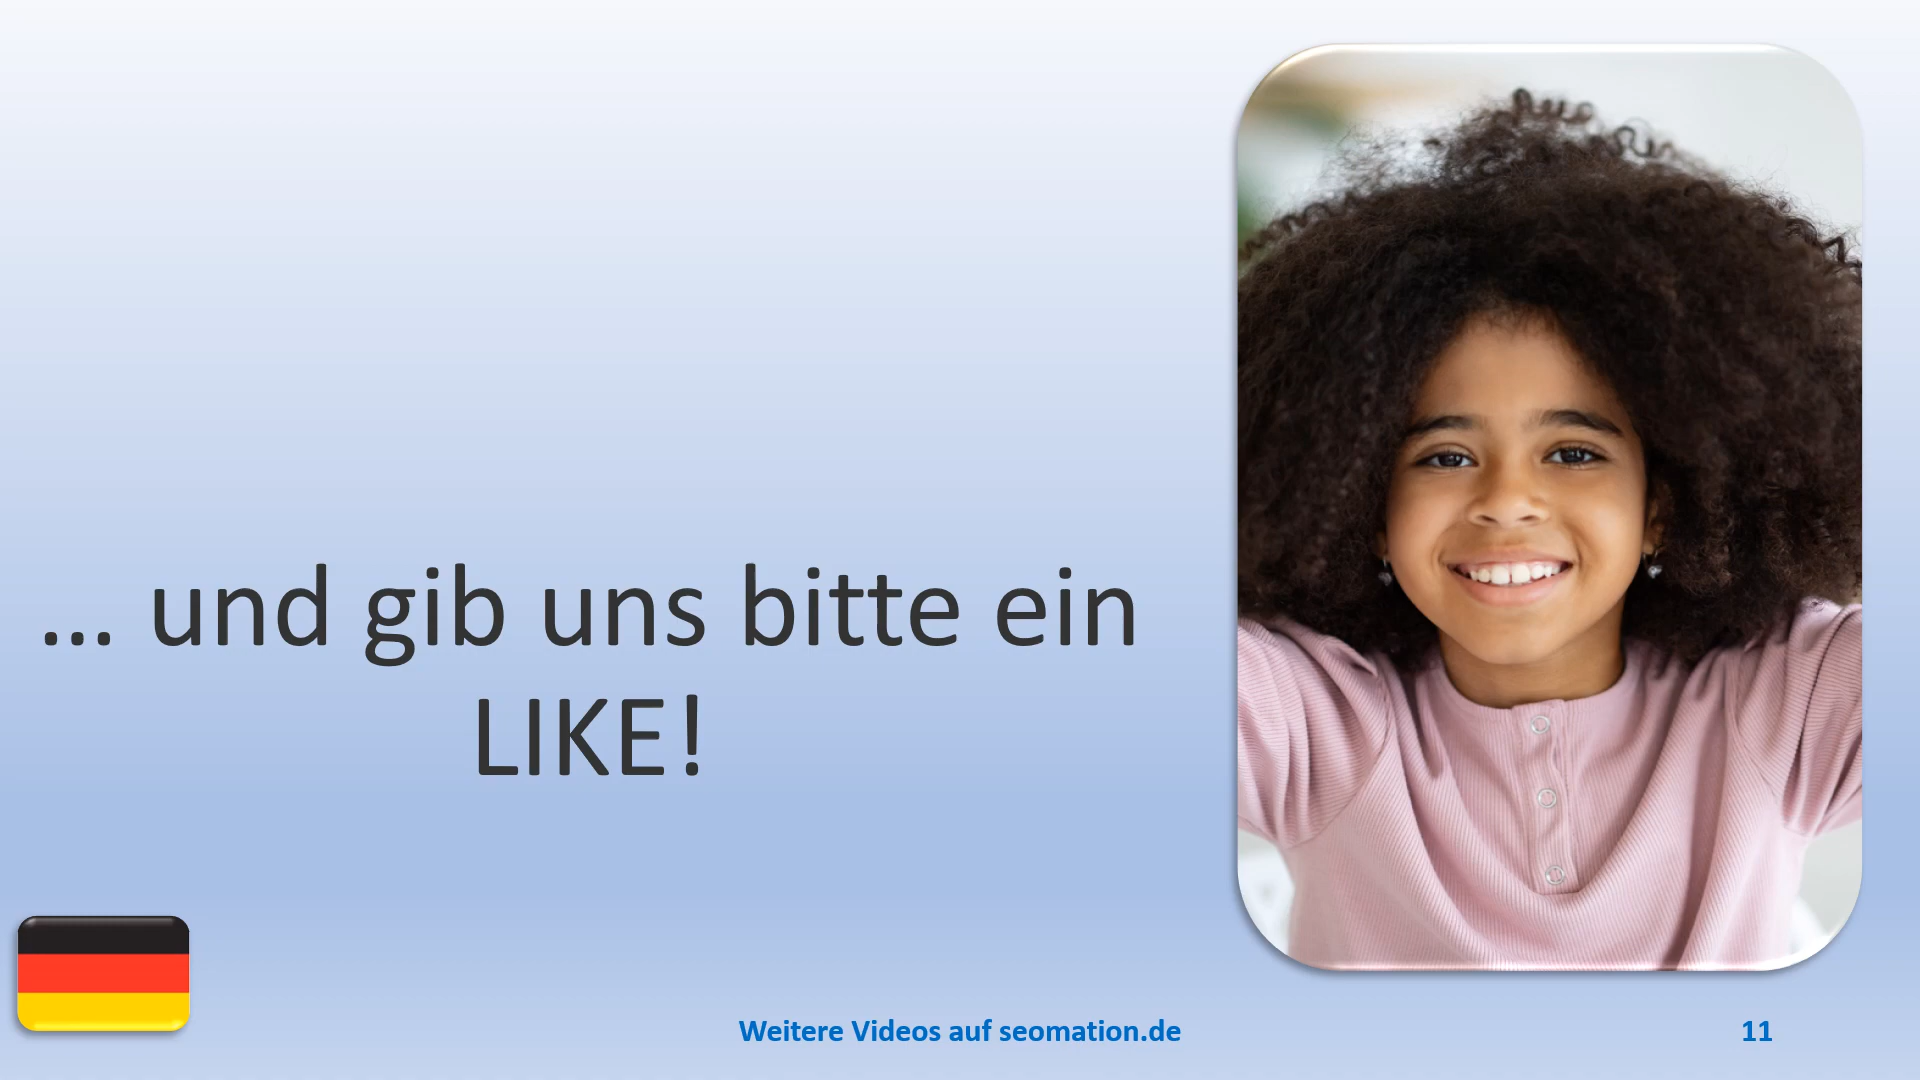 ... und gib uns bitte ein
LIKE!
Weitere Videos auf seomation.de
11